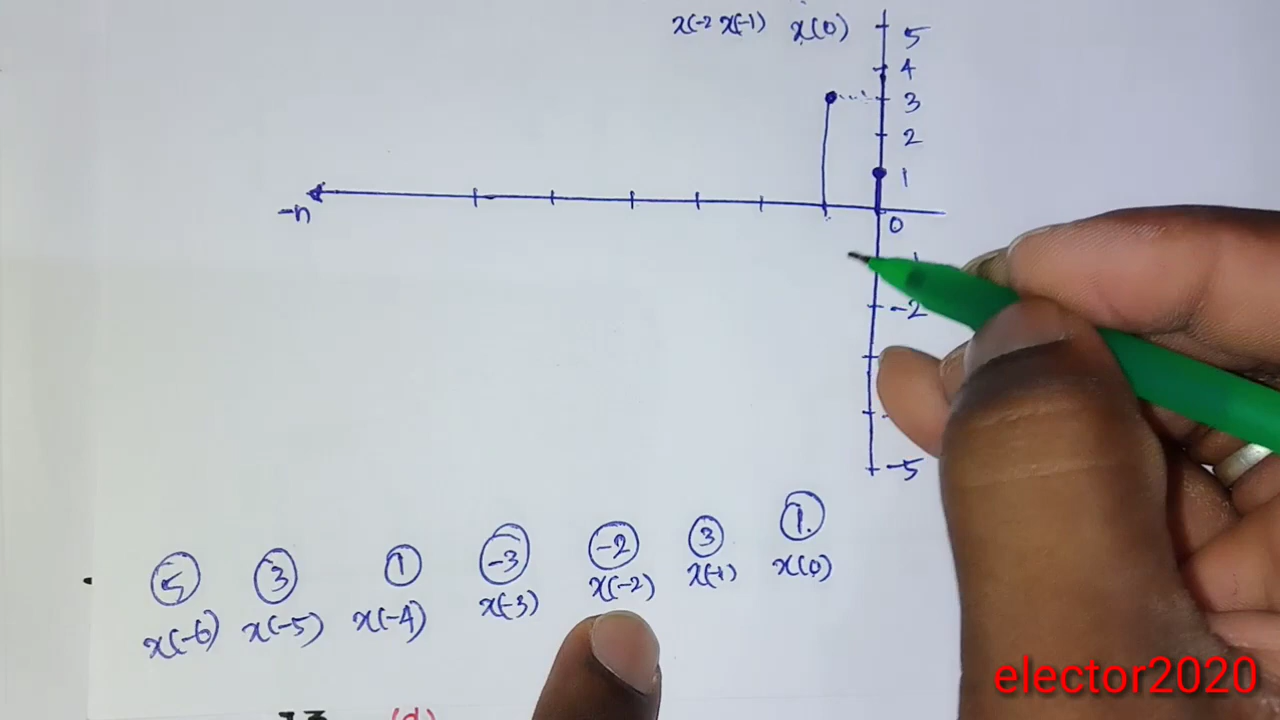 x(-2 x(-1) x(0)
5
4
3
2
1
-n
0
-2
-5
5 3 1 -3 -2 3 1.
x(-6) x(-5) x(-4) x(-3) x(-2) x(-1) x(0)
elector2020
(d)